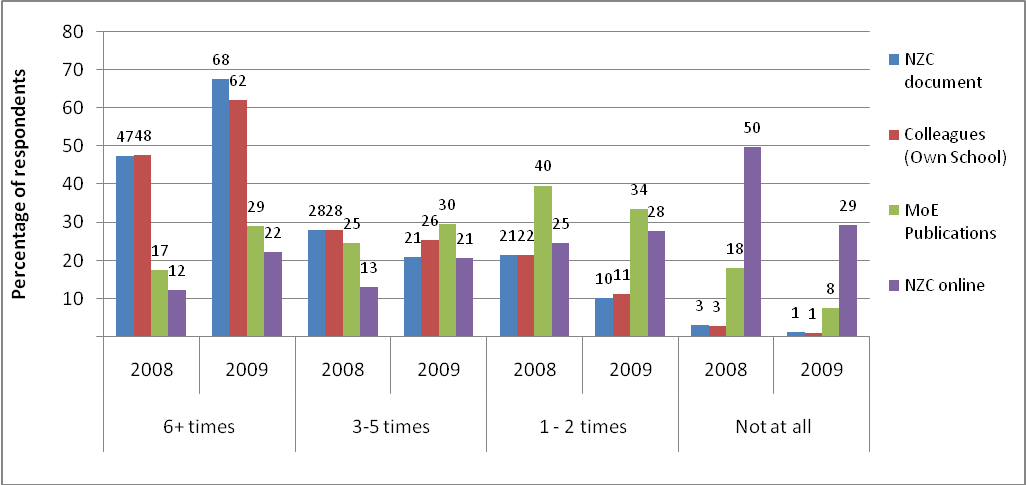 Percentage of respondents
80
70
60
50
40
30
20
10
47 48 17 12
68 62 29 22
28 28 25 13
21 26 30 21
21 22 40 25
10 11 34 28
3 3 18 50
1 1 8 29
2008 2009 2008 2009 2008 2009 2008 2009
6+ times 3-5 times 1 - 2 times Not at all
NZC
document
Colleagues
(Own School)
MoE
Publications
NZC online